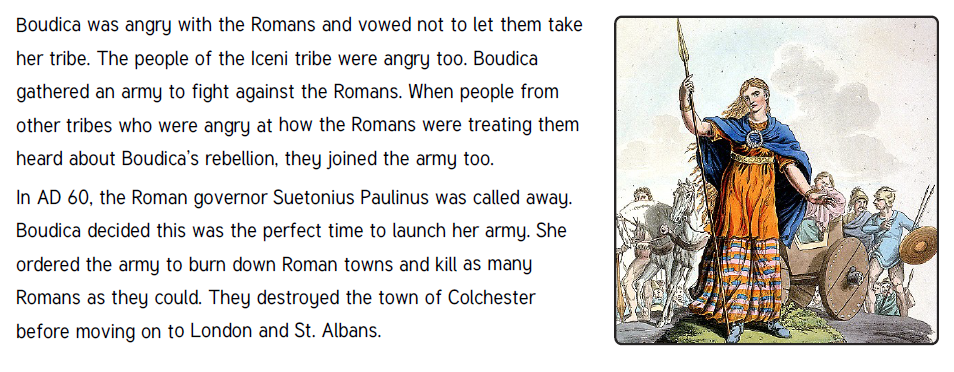 Boudica was angry with the Romans and vowed not to let them take
her tribe. The people of the Iceni tribe were angry too. Boudica
gathered an army to fight against the Romans. When people from
other tribes who were angry at how the Romans were treating them
heard about Boudica's rebellion, they joined the army too.
In AD 60, the Roman governor Suetonius Paulinus was called away.
Boudica decided this was the perfect time to launch her army. She
ordered the army to burn down Roman towns and kill as many
Romans as they could. They destroyed the town of Colchester
before moving on to London and St. Albans.